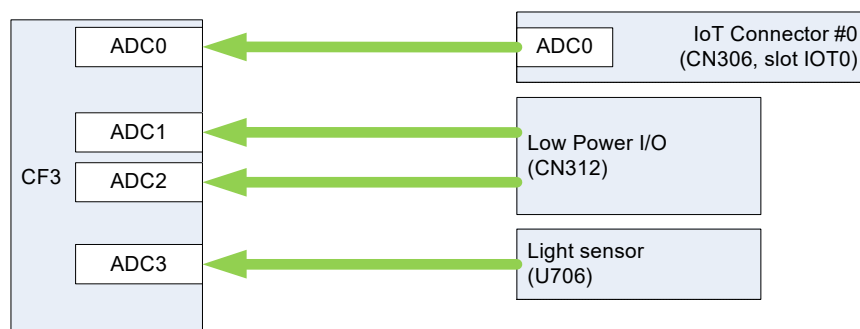 ADC0
ADC0
IoT Connector #0
(CN306, slot IOT0)
ADC1
CF3
ADC2
Low Power I/O
(CN312)
ADC3
Light sensor
(U706)